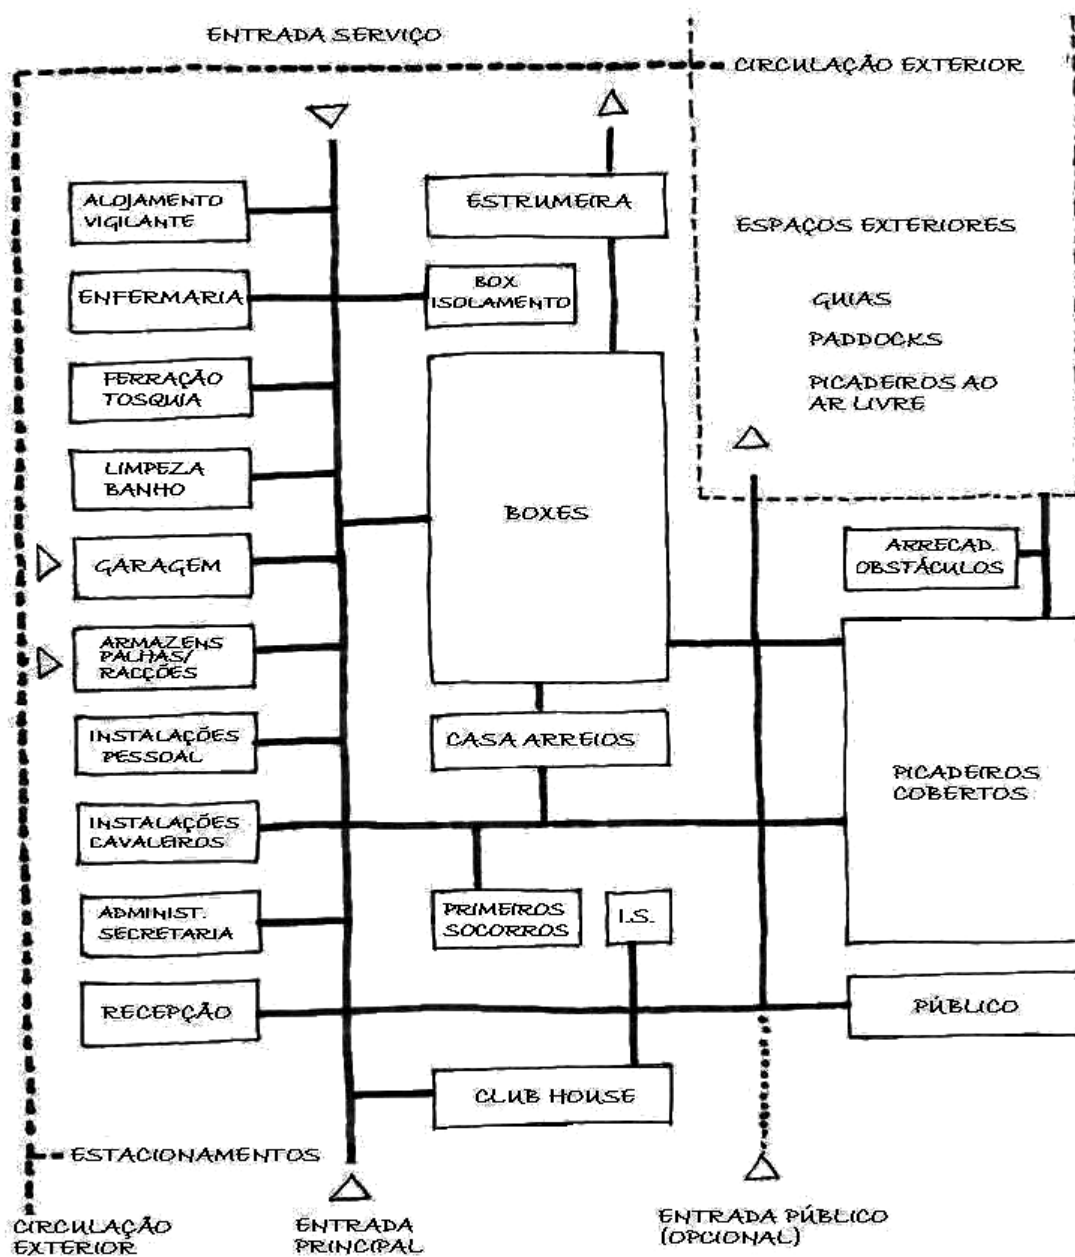 ENTRADA SERVIÇO
CIRCULAÇÃO EXTERIOR
ALOJAMENTO
VIGILANTE
ESTRUMEIRA
ESPAÇOS EXTERIORES
ENFERMARIA
BOX
ISOLAMENTO
GUIAS
PADDOCKS
PICADEIROS AO
AR LIVRE
FERRAÇÃO
TOSQUIA
LIMPEZA
BANHO
BOXES
GARAGEM
ARRECAD.
OBSTÁCULOS
ARMAZENS
PALHAS/
RACÇÕES
INSTALAÇÕES
PESSOAL
CASA ARREIOS
PICADEIROS
COBERTOS
INSTALAÇÕES
CAVALEIROS
ADMINIST.
SECRETARIA
PRIMEIROS
SOCORROS
I.S.
RECEPÇÃO
PÚBLICO
CLUB HOUSE
ESTACIONAMENTOS
CIRCULAÇÃO
EXTERIOR
ENTRADA
PRINCIPAL
ENTRADA PÚBLICO
(OPCIONAL)